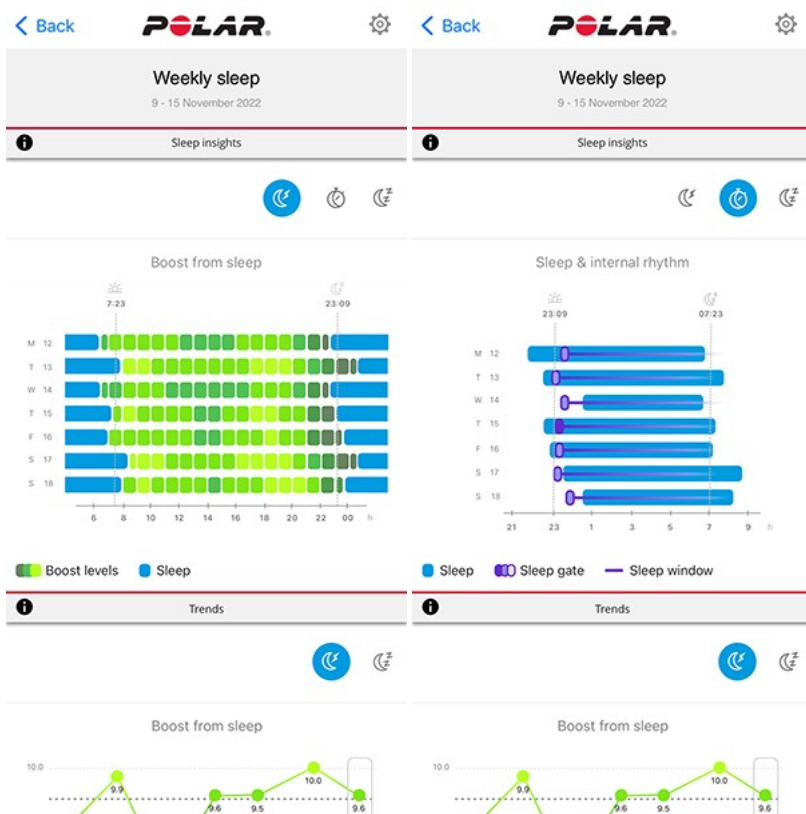 Back
POLAR.
Weekly sleep
9 - 15 November 2022
Sleep insights
Boost from sleep
7:23
23:09
M 12
T 13
W 14
T 15
F 16
S 17
S 18
6 8 10 12 14 16 18 20 22 00 h
Boost levels Sleep
Trends
Boost from sleep
10.0
9.9
9.6
9.5
10.0
9.6
Back
POLAR.
Weekly sleep
9 - 15 November 2022
Sleep insights
Sleep & internal rhythm
23:09
07:23
M 12
T 13
W 14
T 15
F 16
S 17
S 18
21 23 1 3 5 7 9 h
Sleep Sleep gate Sleep window
Trends
Boost from sleep
10.0
9.9
9.6
9.5
10.0
9.6